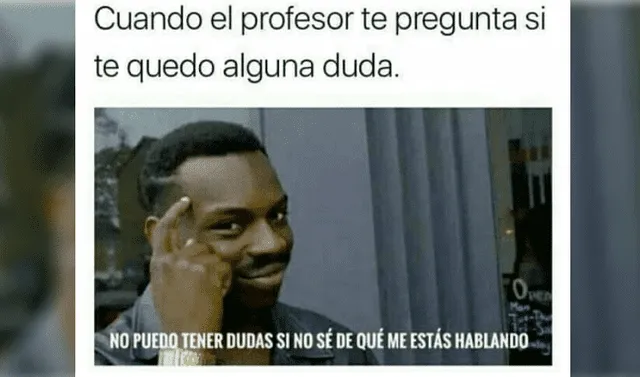 Cuando el profesor te pregunta si
te quedo alguna duda.
NO PUEDO TENER DUDAS SI NO SÉ DE QUÉ ME ESTÁS HABLANDO